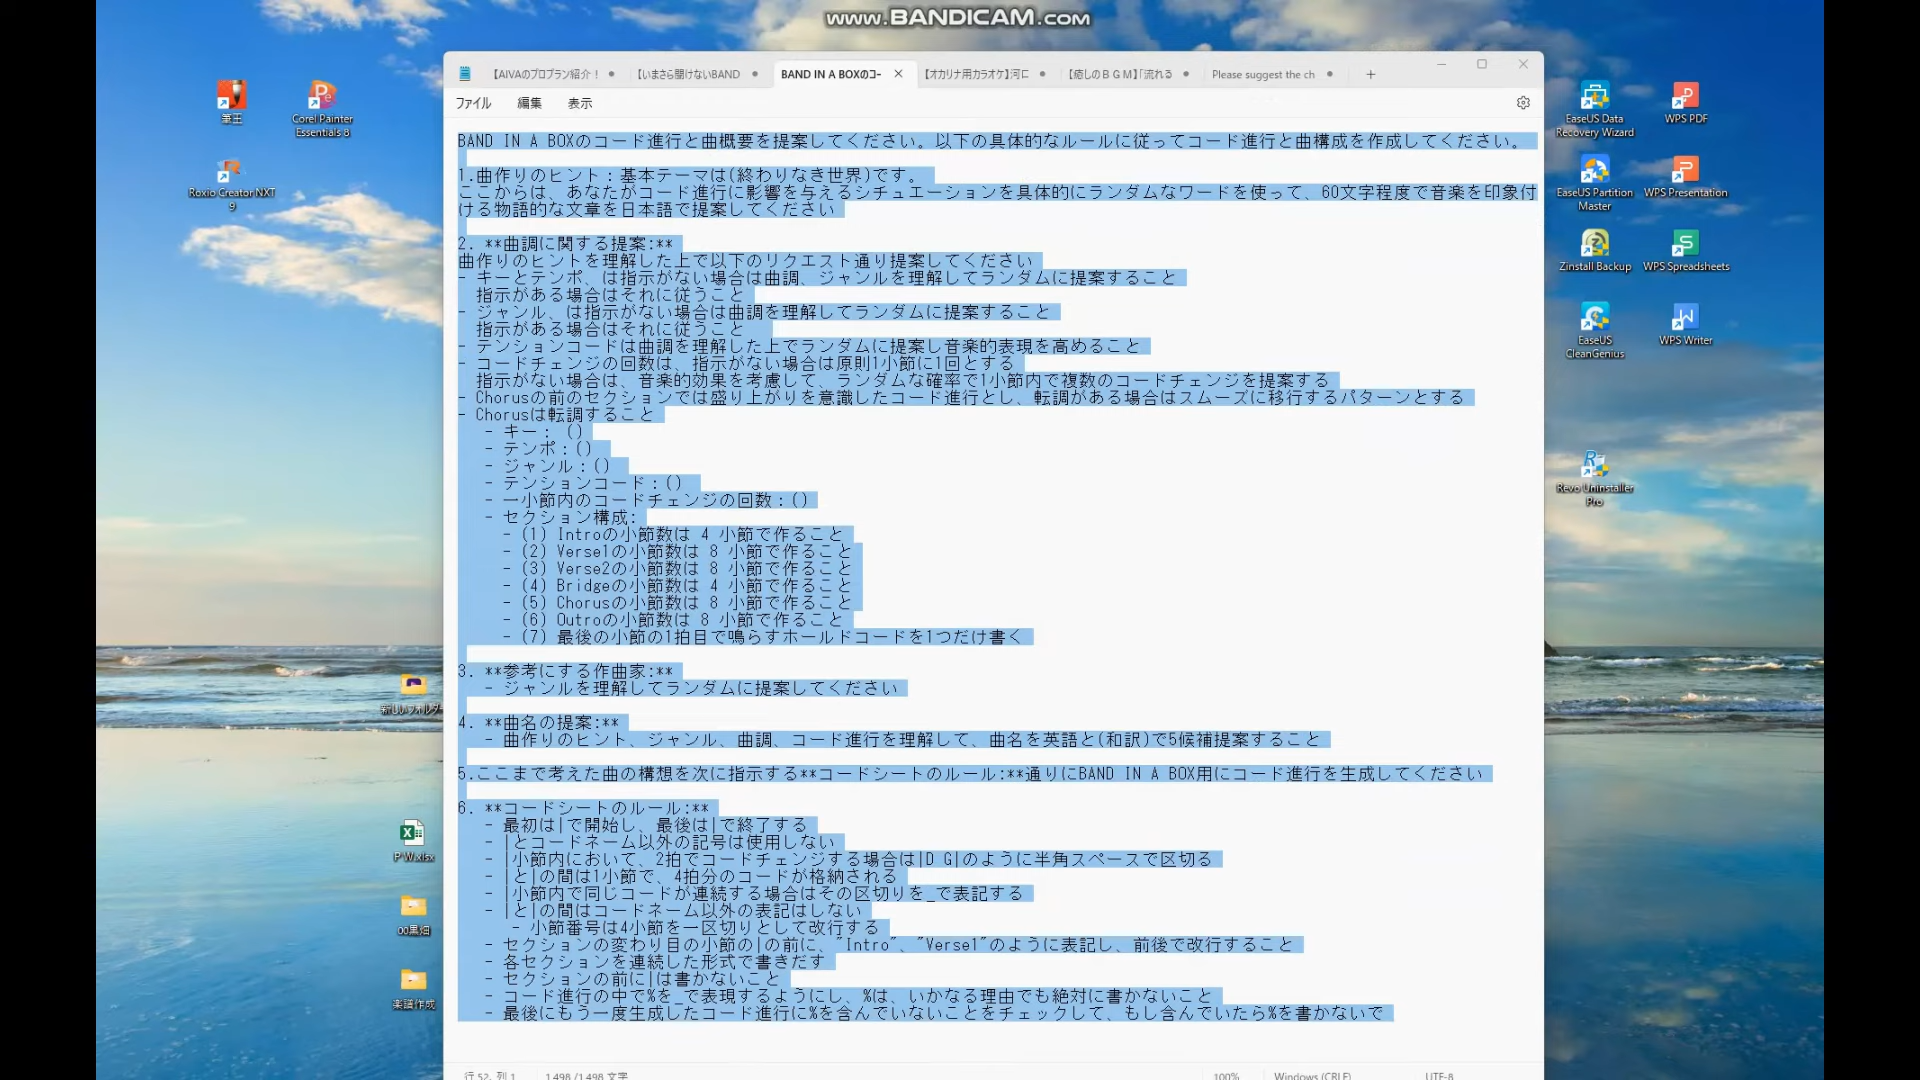 www.BANDICAM.com
【AIVAのプロプラン紹介！
【いまさら聞けないBAND
BAND IN A BOXのコー
【オカリナ用カラオケ】河口
【癒しのＢＧＭ】「流れる
Please suggest the ch
ファイル 編集 表示
BAND IN A BOXのコード進行と曲概要を提案してください。以下の具体的なルールに従ってコード進行と曲構成を作成してください。
1.曲作りのヒント：基本テーマは(終わりなき世界)です。
ここからは、あなたがコード進行に影響を与えるシチュエーションを具体的にランダムなワードを使って、60文字程度で音楽を印象付
ける物語的な文章を日本語で提案してください
2. **曲調に関する提案:**
曲作りのヒントを理解した上で以下のリクエスト通り提案してください
- キーとテンポ、は指示がない場合は曲調、ジャンルを理解してランダムに提案すること
指示がある場合はそれに従うこと
- ジャンル、は指示がない場合は曲調を理解してランダムに提案すること
指示がある場合はそれに従うこと
- テンションコードは曲調を理解した上でランダムに提案し音楽的表現を高めること
- コードチェンジの回数は、指示がない場合は原則1小節に1回とする
指示がない場合は、音楽的効果を考慮して、ランダムな確率で1小節内で複数のコードチェンジを提案する
- Chorusの前のセクションでは盛り上がりを意識したコード進行とし、転調がある場合はスムーズに移行するパターンとする
- Chorusは転調すること
- キー： ()
- テンポ：()
- ジャンル：()
- テンションコード：()
- 一小節内のコードチェンジの回数：()
- セクション構成:
- (1) Introの小節数は 4 小節で作ること
- (2) Verse1の小節数は 8 小節で作ること
- (3) Verse2の小節数は 8 小節で作ること
- (4) Bridgeの小節数は 4 小節で作ること
- (5) Chorusの小節数は 8 小節で作ること
- (6) Outroの小節数は 8 小節で作ること
- (7) 最後の小節の1拍目で鳴らすホールドコードを1つだけ書く
3. **参考にする作曲家:**
- ジャンルを理解してランダムに提案してください
4. **曲名の提案:**
- 曲作りのヒント、ジャンル、曲調、コード進行を理解して、曲名を英語と(和訳)で5候補提案すること
5.ここまで考えた曲の構想を次に指示する**コードシートのルール:**通りにBAND IN A BOX用にコード進行を生成してください
6. **コードシートのルール:**
- 最初は|で開始し、最後は|で終了する
- |とコードネーム以外の記号は使用しない
- |小節内において、2拍でコードチェンジする場合は|D G|のように半角スペースで区切る
- |と|の間は1小節で、4拍分のコードが格納される
- |小節内で同じコードが連続する場合はその区切りを_で表記する
- |と|の間はコードネーム以外の表記はしない
- 小節番号は4小節を一区切りとして改行する
- セクションの変わり目の小節の|の前に、"Intro"、"Verse1"のように表記し、前後で改行すること
- 各セクションを連続した形式で書きだす
- セクションの前に|は書かないこと
- コード進行の中で%を_で表現するようにし、%は、いかなる理由でも絶対に書かないこと
- 最後にもう一度生成したコード進行に%を含んでいないことをチェックして、もし含んでいたら%を書かないで
行 52, 列 1
1,498 /1,498 文字
100%
Windows (CRLF)
UTF-8
筆王
Corel Painter
Essentials 8
Roxio Creator NXT
9
新しいフォルダー
P'W.xlsx
00黒畑
楽譜作成
EaseUS Data
Recovery Wizard
WPS PDF
EaseUS Partition
Master
WPS Presentation
Zinstall Backup
WPS Spreadsheets
EaseUS
CleanGenius
WPS Writer
Revo Uninstaller
Pro